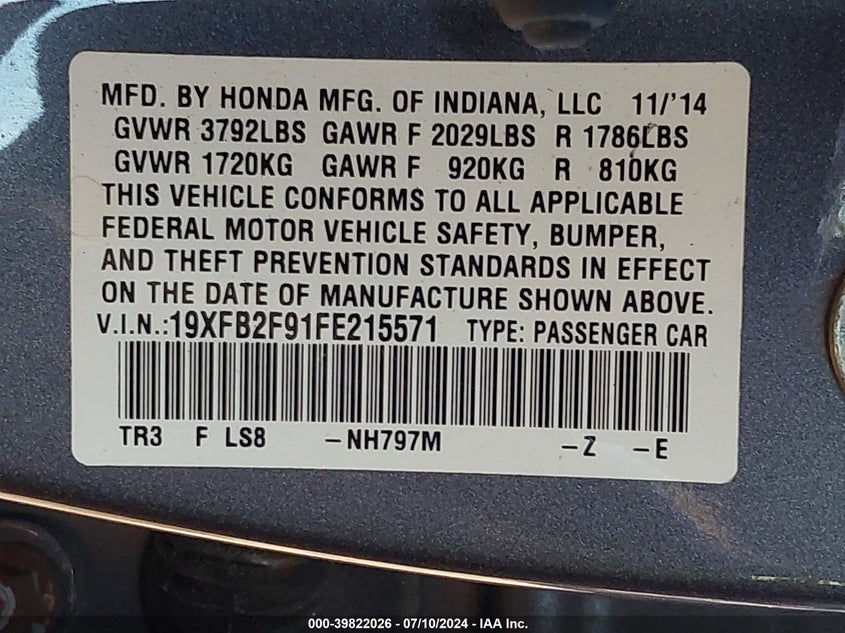 MFD. BY HONDA MFG. OF INDIANA, LLC 11/'14
GVWR 3792LBS GAWR F 2029LBS R 1786LBS
GVWR 1720KG GAWR F 920KG R 810KG
THIS VEHICLE CONFORMS TO ALL APPLICABLE
FEDERAL MOTOR VEHICLE SAFETY, BUMPER,
AND THEFT PREVENTION STANDARDS IN EFFECT
ON THE DATE OF MANUFACTURE SHOWN ABOVE.
V.I.N.:19XFB2F91FE215571 TYPE: PASSENGER CAR
TR3 F LS8 -NH797M -Z -E
000-39822026 - 07/10/2024 - IAA Inc.